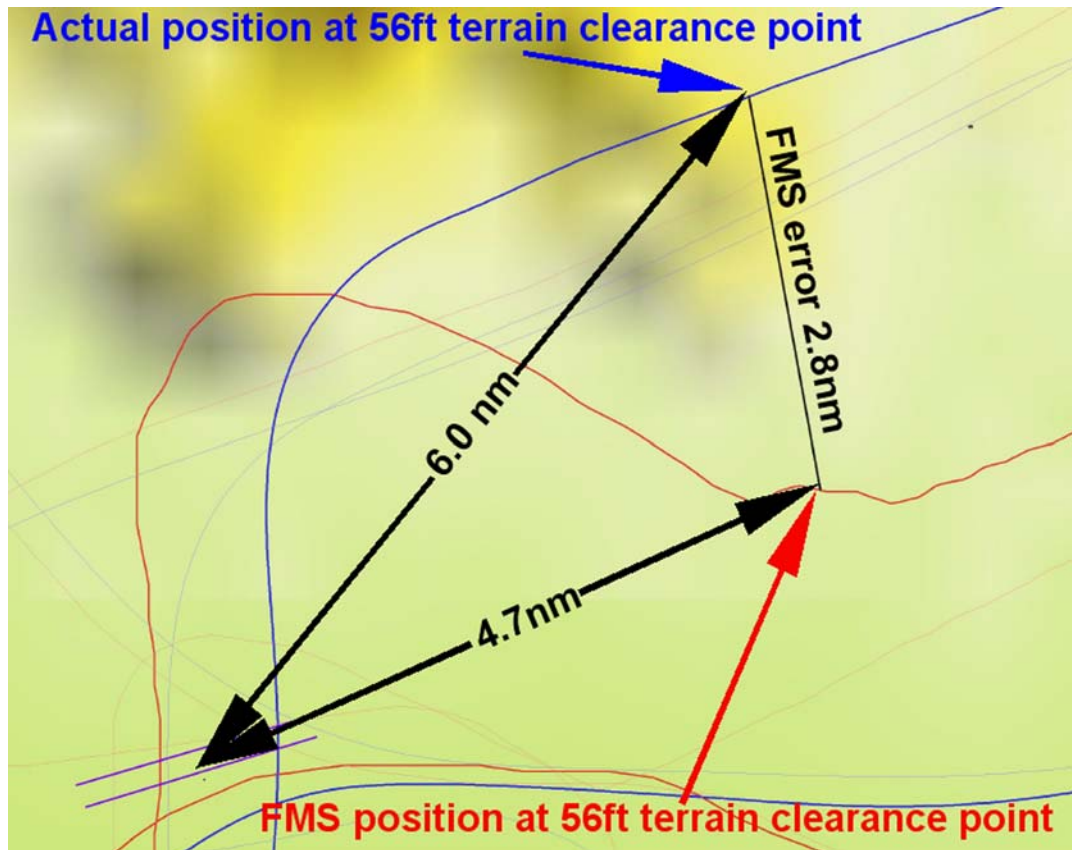 Actual position at 56ft terrain clearance point
FMS error 2.8nm
6.0 nm
4.7nm
FMS position at 56ft terrain clearance point